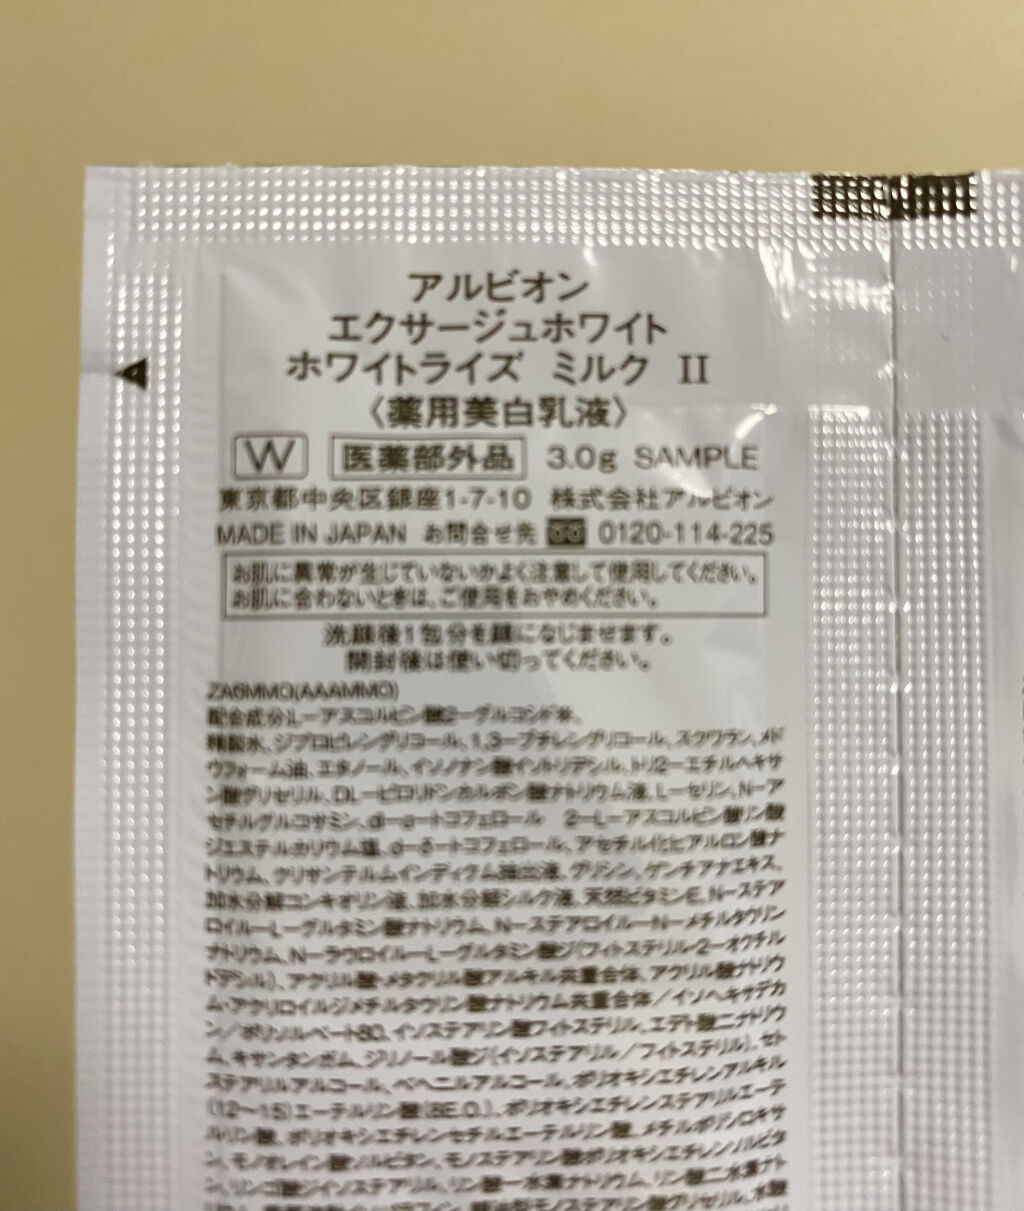 アルビオン
エクサージュホワイト
ホワイトライズ ミルク II
〈薬用美白乳液〉
W 医薬部外品 3.0g SAMPLE
東京都中央区銀座1-7-10 株式会社アルビオン
MADE IN JAPAN お問合せ先 0120-114-225
お肌に異常が生じていないかよく注意して使用してください。
お肌に合わないときは、ご使用をおやめください。
洗顔後1包分を顔になじませます。
開封後は使い切ってください。
ZA6MMO(AAAMMO)
配合成分:L-アスコルビン酸2-グルコシド*、
精製水、ジプロピレングリコール、1,3-ブチレングリコール、スクワラン、メド
ウフォーム油、エタノール、イソノナン酸イソトリデシル、トリ2-エチルヘキサ
ン酸グリセリル、DL-ピロリドンカルボン酸ナトリウム液、L-セリン、N-ア
セチルグルコサミン、d-α-トコフェロール 2-L-アスコルビン酸リン酸
ジエステルカリウム塩、d-δ-トコフェロール、アセチル化ヒアルロン酸ナ
トリウム、クリサンテルムインディクム抽出液、グリシン、ゲンチアナエキス、
加水分解コンキオリン液、加水分解シルク液、天然ビタミンE、N-ステア
ロイル-L-グルタミン酸ナトリウム、N-ステアロイル-N-メチルタウリン
ナトリウム、N-ラウロイル-L-グルタミン酸ジ(フィトステリル・2-オクチル
ドデシル)、アクリル酸・メタクリル酸アルキル共重合体、アクリル酸ナトリウ
ム・アクリロイルジメチルタウリン酸ナトリウム共重合体/イソヘキサデカ
ン/ポリソルベート80、イソステアリン酸フィトステリル、エデト酸二ナトリウ
ム、キサンタンガム、ジリノール酸ジ(イソステアリル/フィトステリル)、セト
ステアリルアルコール、ベヘニルアルコール、ポリオキシエチレンアルキル
(12~15)エーテルリン酸(8E.O.)、ポリオキシエチレンステアリルエーテ
ルリン酸、ポリオキシエチレンセチルエーテルリン酸、メチルポリシロキサ
ン、モノオレイン酸ソルビタン、モノステアリン酸ポリオキシエチレンソルビタ
ン、リンゴ酸ジイソステアリル、リン酸一水素ナトリウム、リン酸二水素ナト